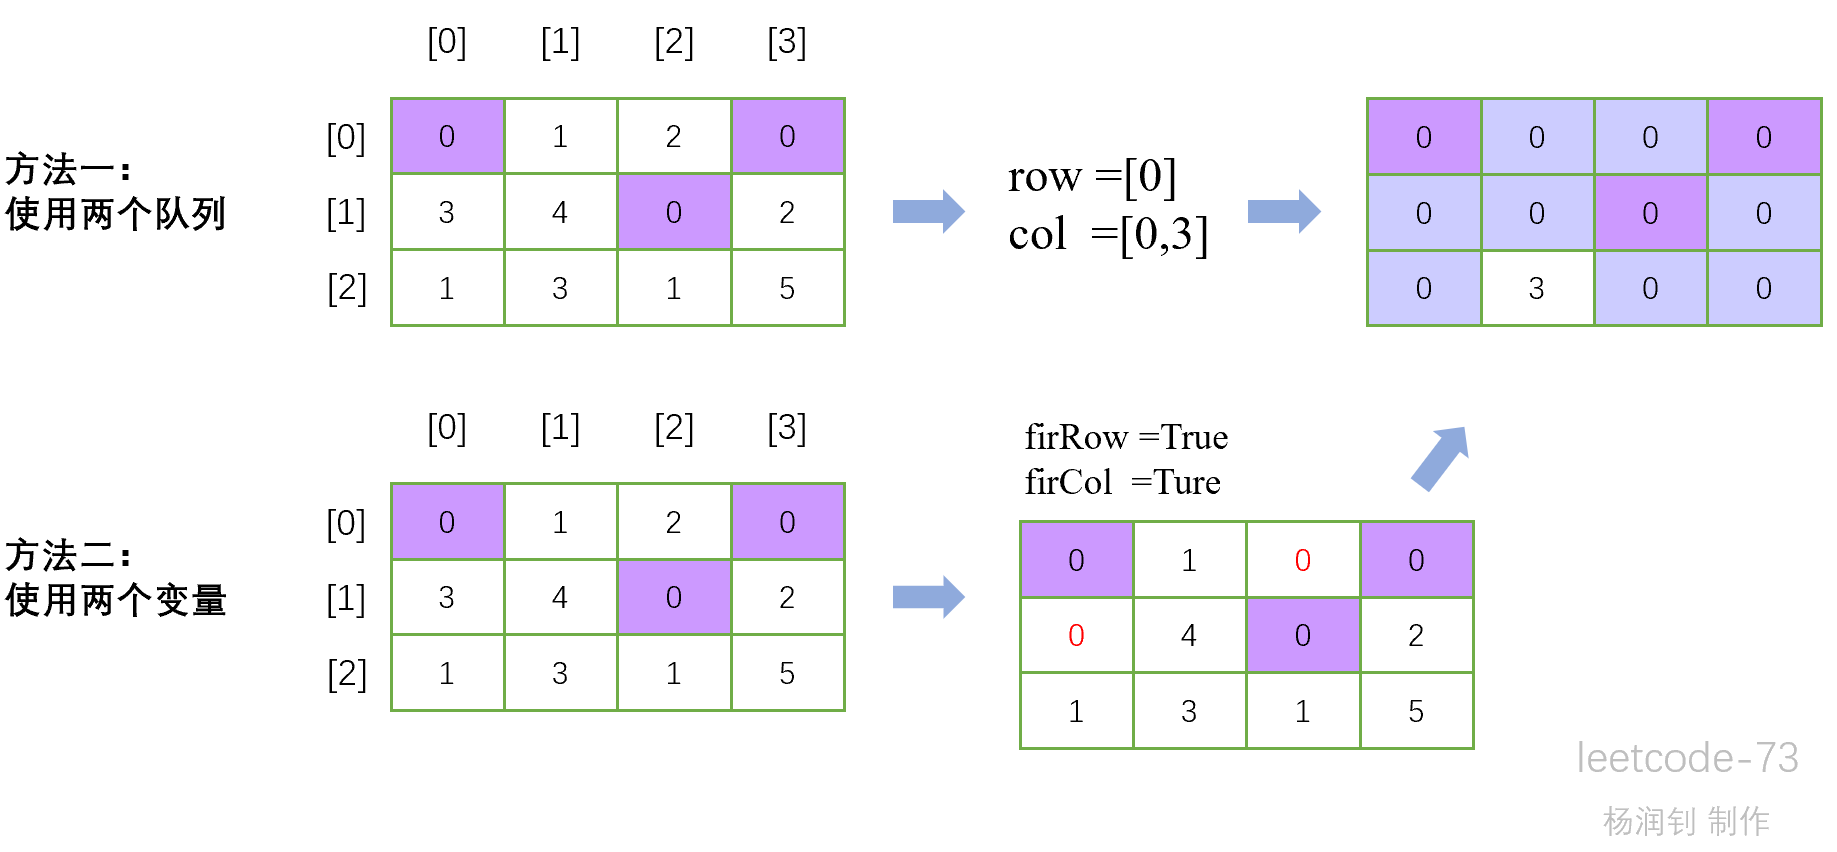 [0] [1] [2] [3]
方法一：
使用两个队列
[0] 0 1 2 0
[1] 3 4 0 2
[2] 1 3 1 5
row =[0]
col =[0,3]
0 0 0 0
0 0 0 0
0 3 0 0
[0] [1] [2] [3]
方法二：
使用两个变量
[0] 0 1 2 0
[1] 3 4 0 2
[2] 1 3 1 5
firRow =True
firCol =Ture
0 1 0 0
0 4 0 2
1 3 1 5
leetcode-73
杨润钊 制作